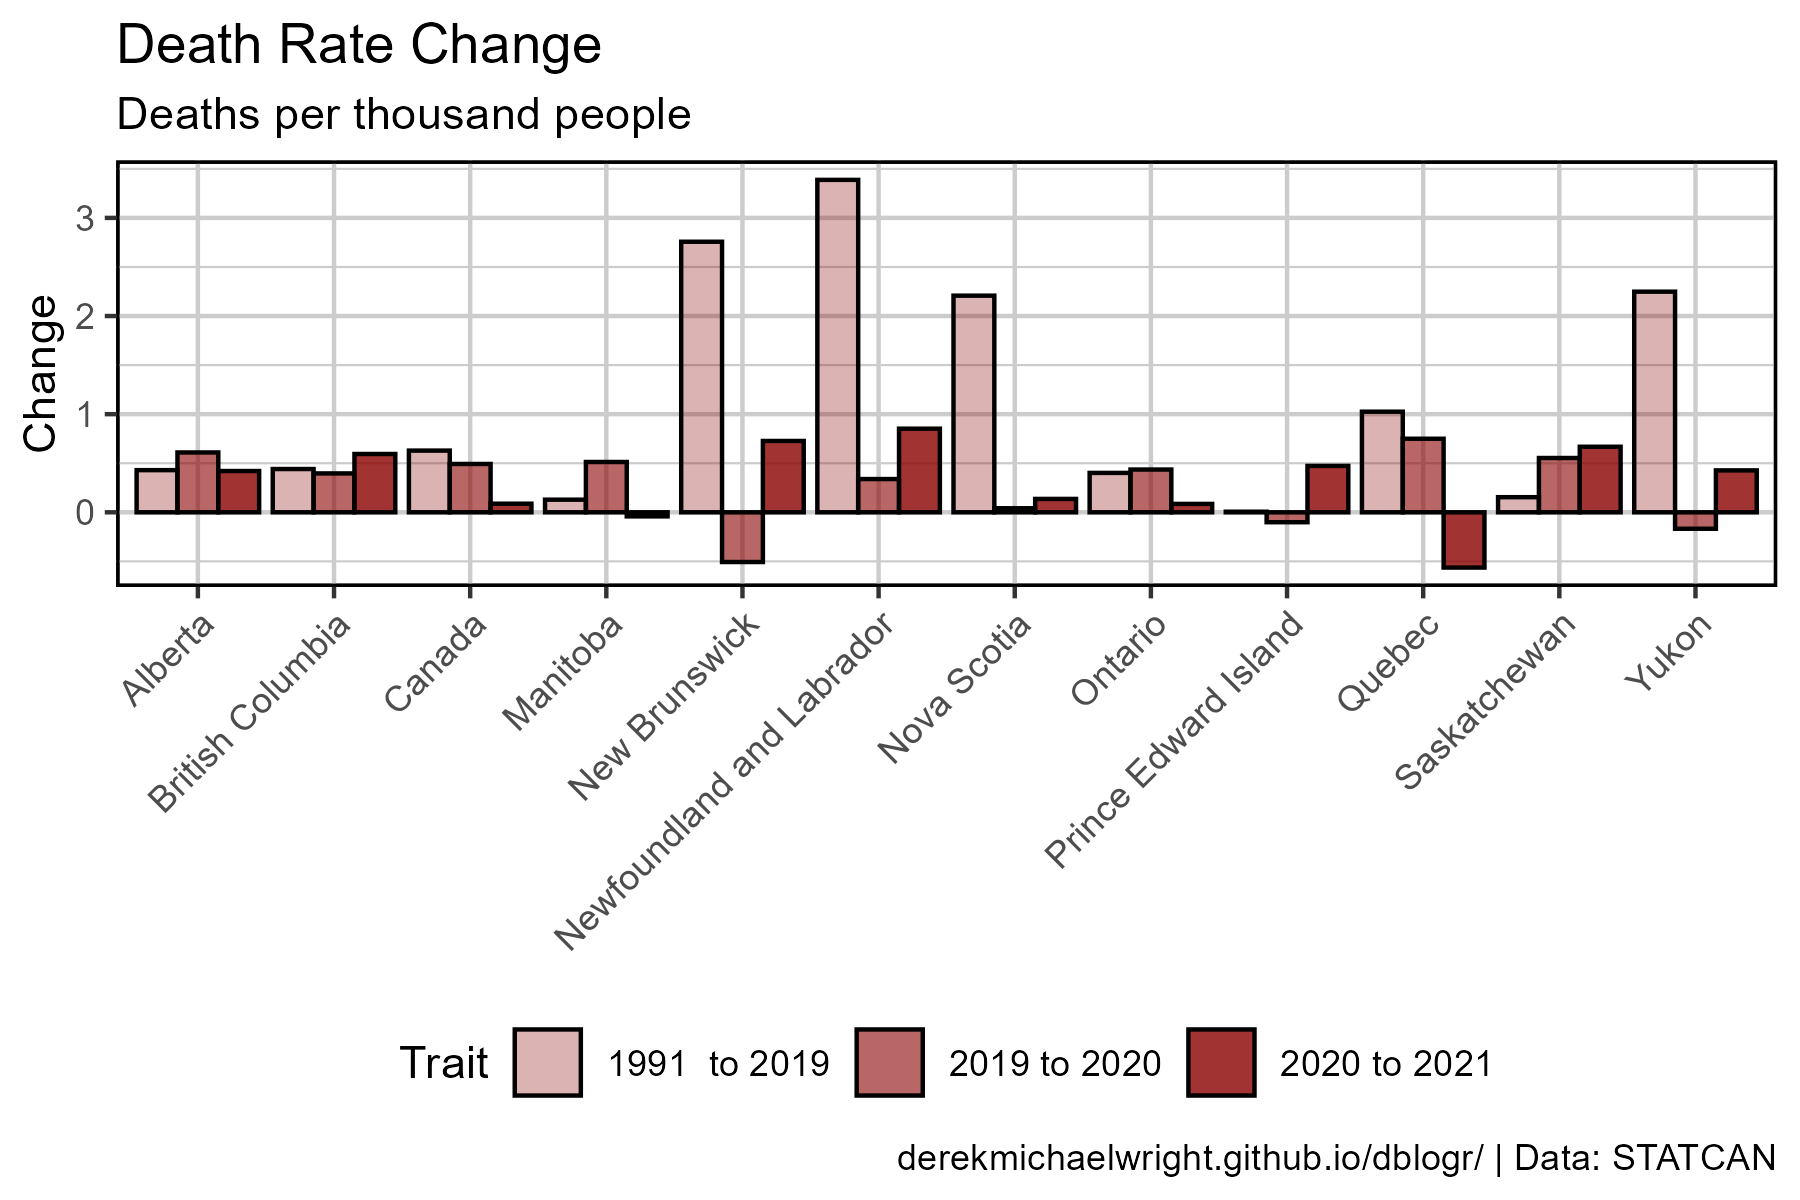 Death Rate Change
Deaths per thousand people
Change
3
2
1
0
Alberta
British Columbia
Canada
Manitoba
New Brunswick
Newfoundland and Labrador
Nova Scotia
Ontario
Prince Edward Island
Quebec
Saskatchewan
Yukon
Trait 1991  to 2019 2019 to 2020 2020 to 2021
derekmichaelwright.github.io/dblogr/ | Data: STATCAN